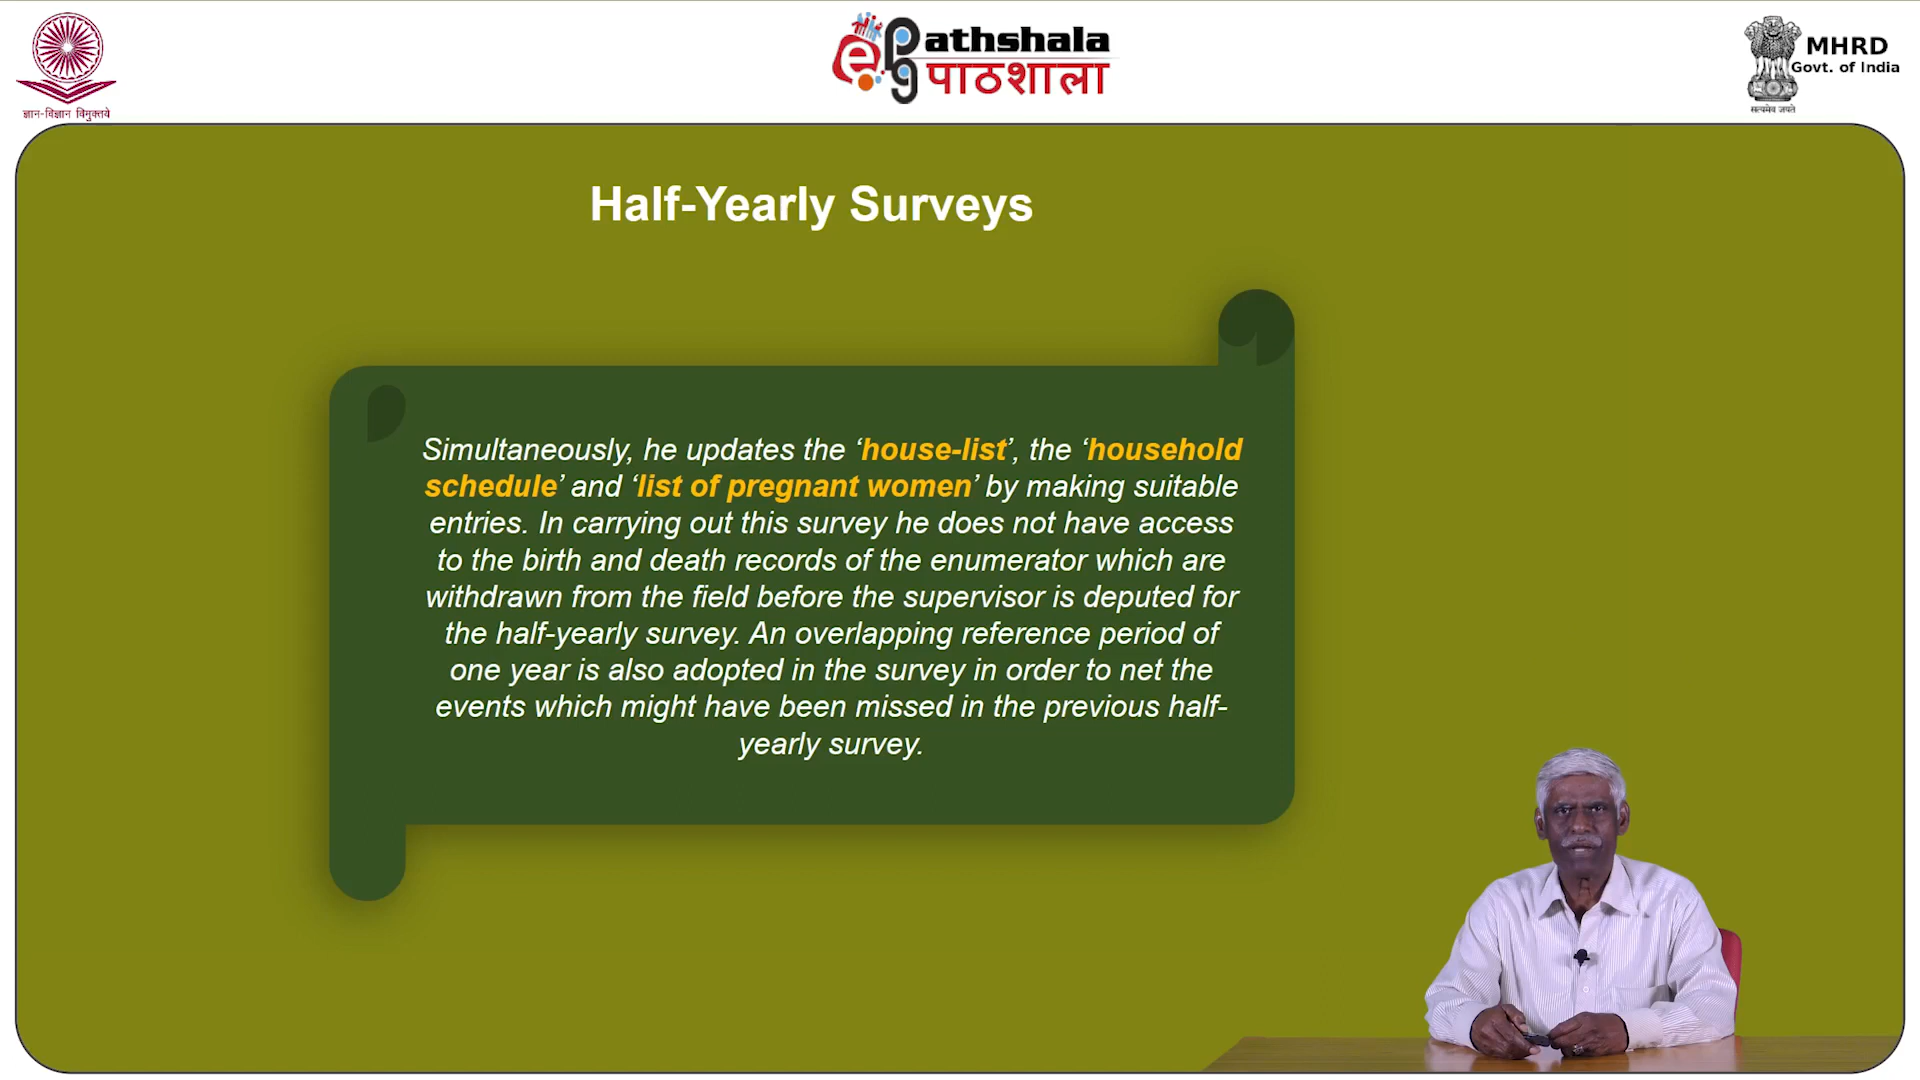 ज्ञान-विज्ञान विमुक्तये
e
pg
athshala
पाठशाला
सत्यमेव जयते
MHRD
Govt. of India
Half-Yearly Surveys
Simultaneously, he updates the ‘house-list’, the ‘household
schedule’ and ‘list of pregnant women’ by making suitable
entries. In carrying out this survey he does not have access
to the birth and death records of the enumerator which are
withdrawn from the field before the supervisor is deputed for
the half-yearly survey. An overlapping reference period of
one year is also adopted in the survey in order to net the
events which might have been missed in the previous half-
yearly survey.